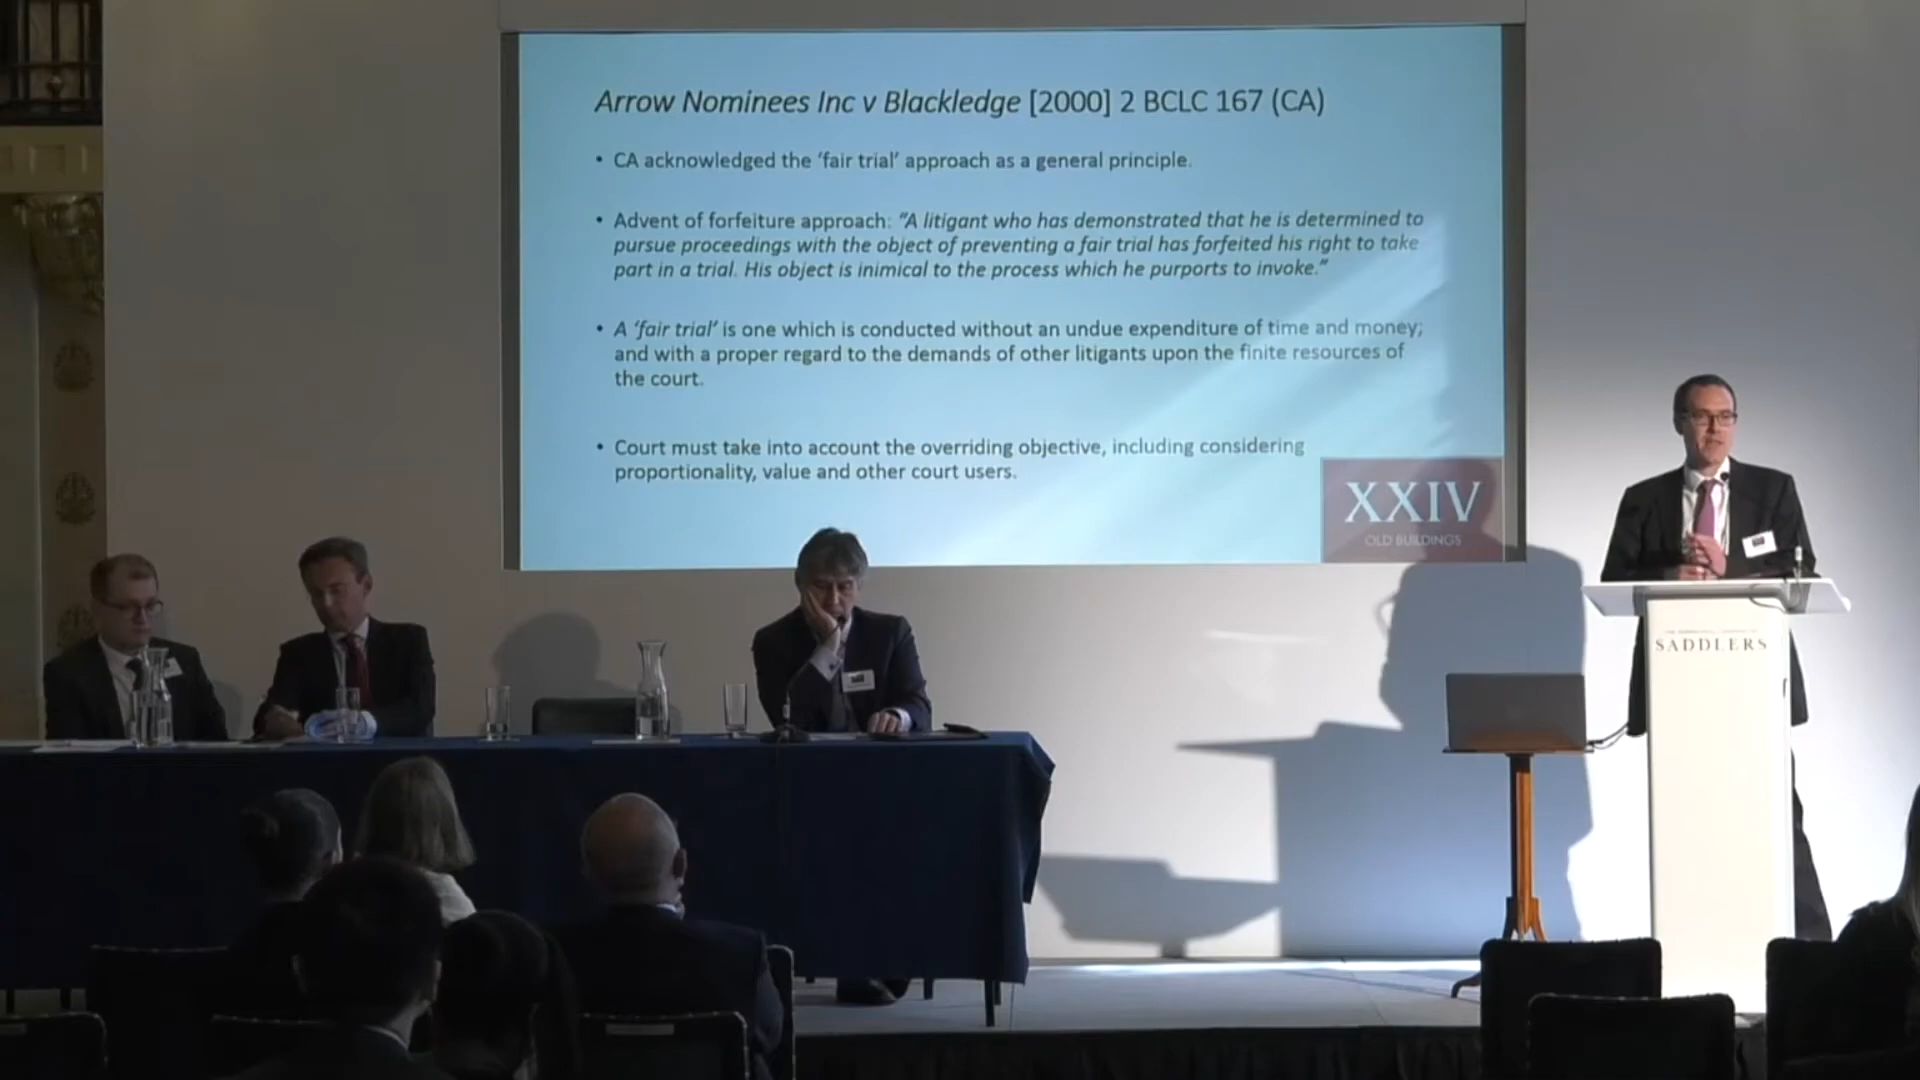 Arrow Nominees Inc v Blackledge [2000] 2 BCLC 167 (CA)
• CA acknowledged the ‘fair trial’ approach as a general principle.
• Advent of forfeiture approach: “A litigant who has demonstrated that he is determined to
pursue proceedings with the object of preventing a fair trial has forfeited his right to take
part in a trial. His object is inimical to the process which he purports to invoke.”
• A ‘fair trial’ is one which is conducted without an undue expenditure of time and money;
and with a proper regard to the demands of other litigants upon the finite resources of
the court.
• Court must take into account the overriding objective, including considering
proportionality, value and other court users.
XXIV
OLD BUILDINGS
SADDLERS